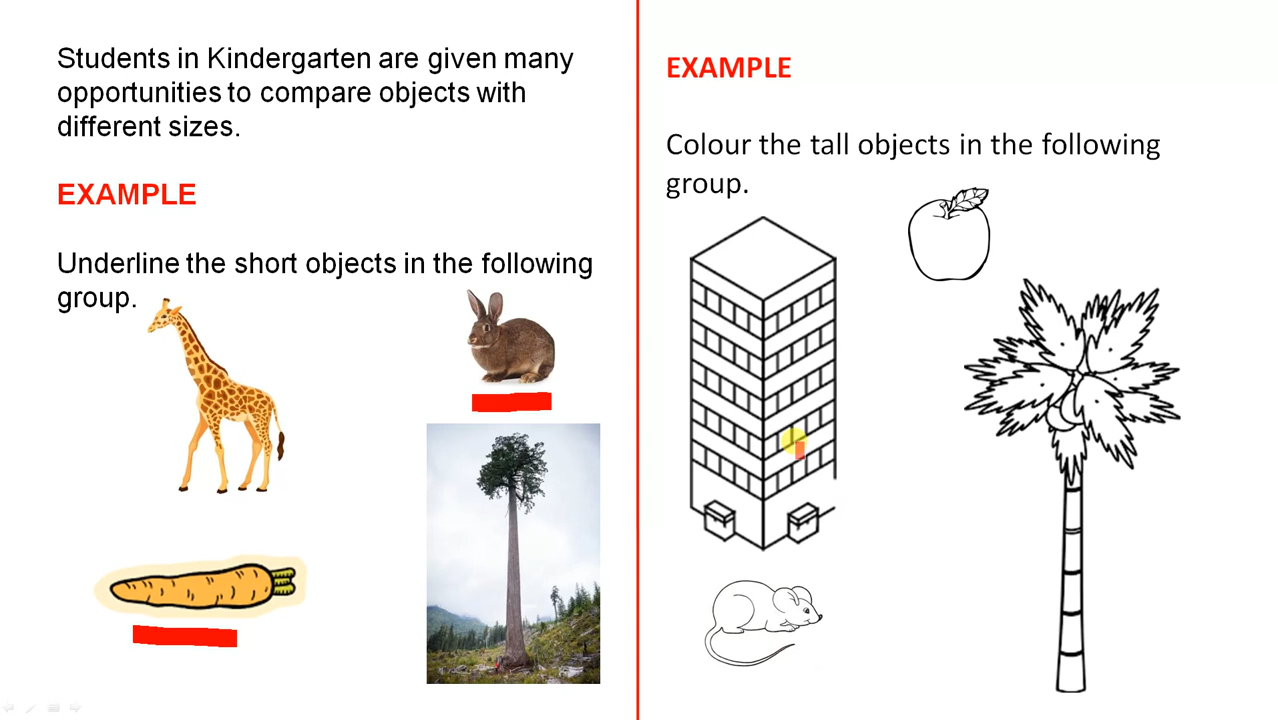 Students in Kindergarten are given many
opportunities to compare objects with
different sizes.
EXAMPLE
Underline the short objects in the following
group.
EXAMPLE
Colour the tall objects in the following
group.